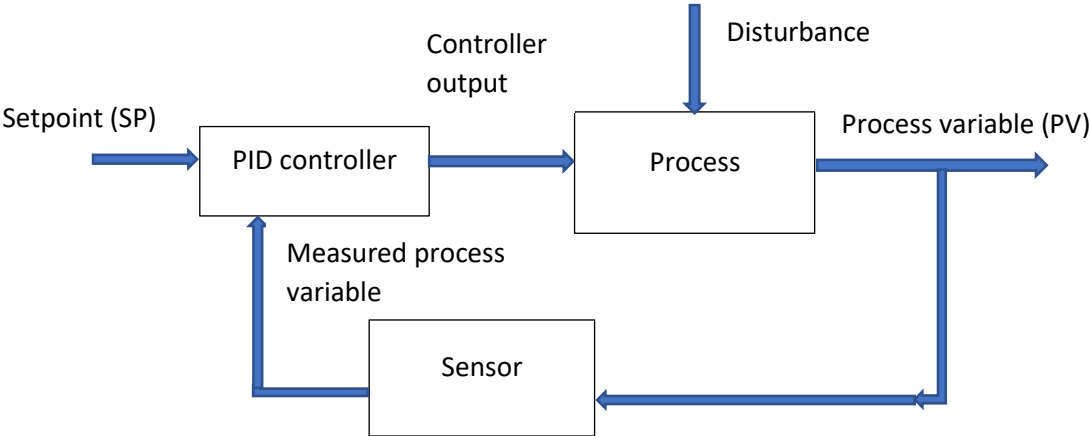 Controller
output
Disturbance
Setpoint (SP)
PID controller
Process
Process variable (PV)
Measured process
variable
Sensor